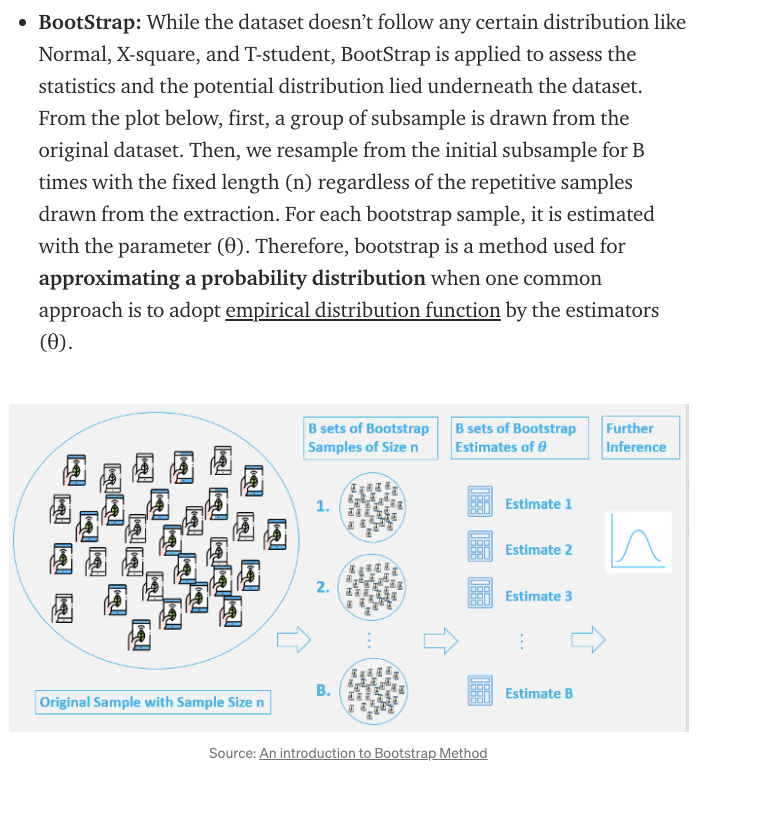 • BootStrap: While the dataset doesn’t follow any certain distribution like
Normal, X-square, and T-student, BootStrap is applied to assess the
statistics and the potential distribution lied underneath the dataset.
From the plot below, first, a group of subsample is drawn from the
original dataset. Then, we resample from the initial subsample for B
times with the fixed length (n) regardless of the repetitive samples
drawn from the extraction. For each bootstrap sample, it is estimated
with the parameter (θ). Therefore, bootstrap is a method used for
approximating a probability distribution when one common
approach is to adopt empirical distribution function by the estimators
(θ).
B sets of Bootstrap
Samples of Size n
B sets of Bootstrap
Estimates of θ
Further
Inference
1.
Estimate 1
Estimate 2
2.
Estimate 3
⋮
⋮
B.
Estimate B
Original Sample with Sample Size n
Source: An introduction to Bootstrap Method